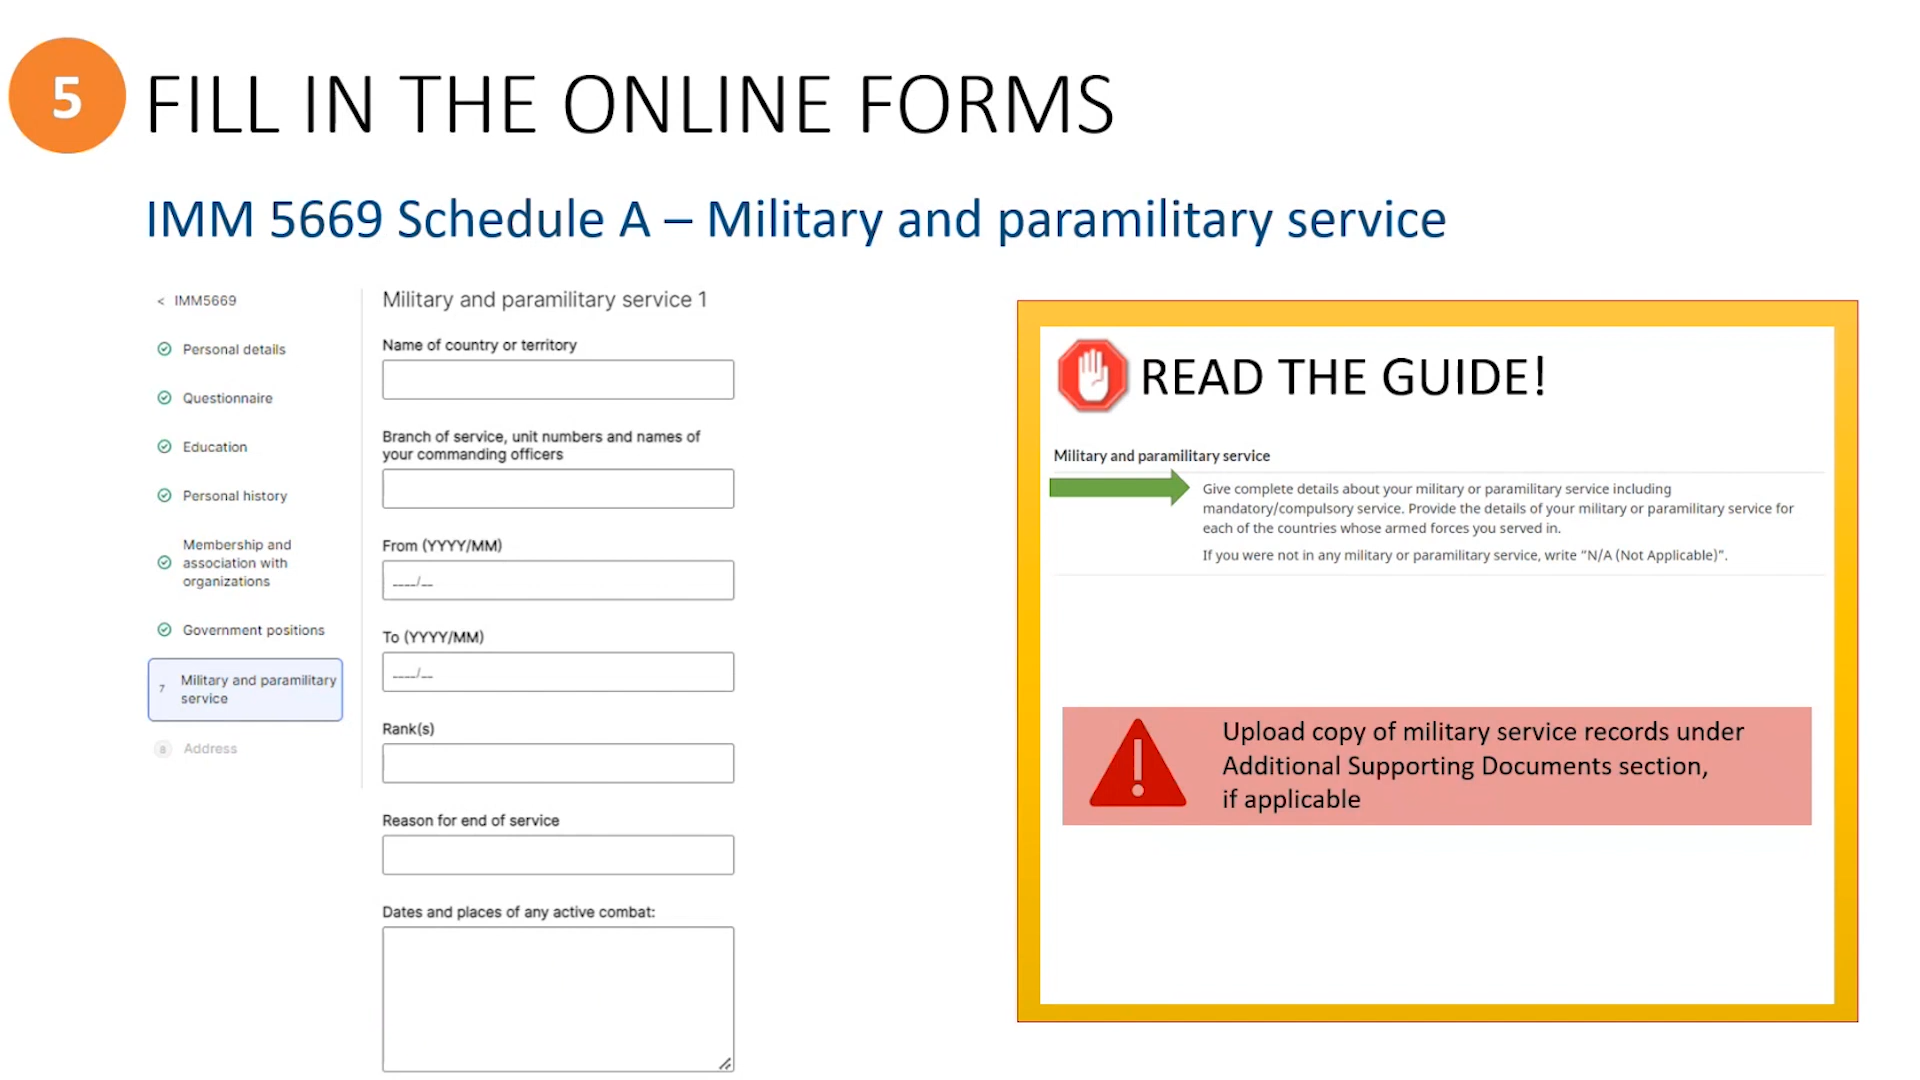 5
FILL IN THE ONLINE FORMS
IMM 5669 Schedule A – Military and paramilitary service
< IMM5669
Personal details
Questionnaire
Education
Personal history
Membership and
association with
organizations
Government positions
7
Military and paramilitary
service
8
Address
Military and paramilitary service 1
Name of country or territory
Branch of service, unit numbers and names of
your commanding officers
From (YYYY/MM)
____/__
To (YYYY/MM)
____/__
Rank(s)
Reason for end of service
Dates and places of any active combat:
READ THE GUIDE!
Military and paramilitary service
Give complete details about your military or paramilitary service including
mandatory/compulsory service. Provide the details of your military or paramilitary service for
each of the countries whose armed forces you served in.
If you were not in any military or paramilitary service, write “N/A (Not Applicable)”.
Upload copy of military service records under
Additional Supporting Documents section,
if applicable